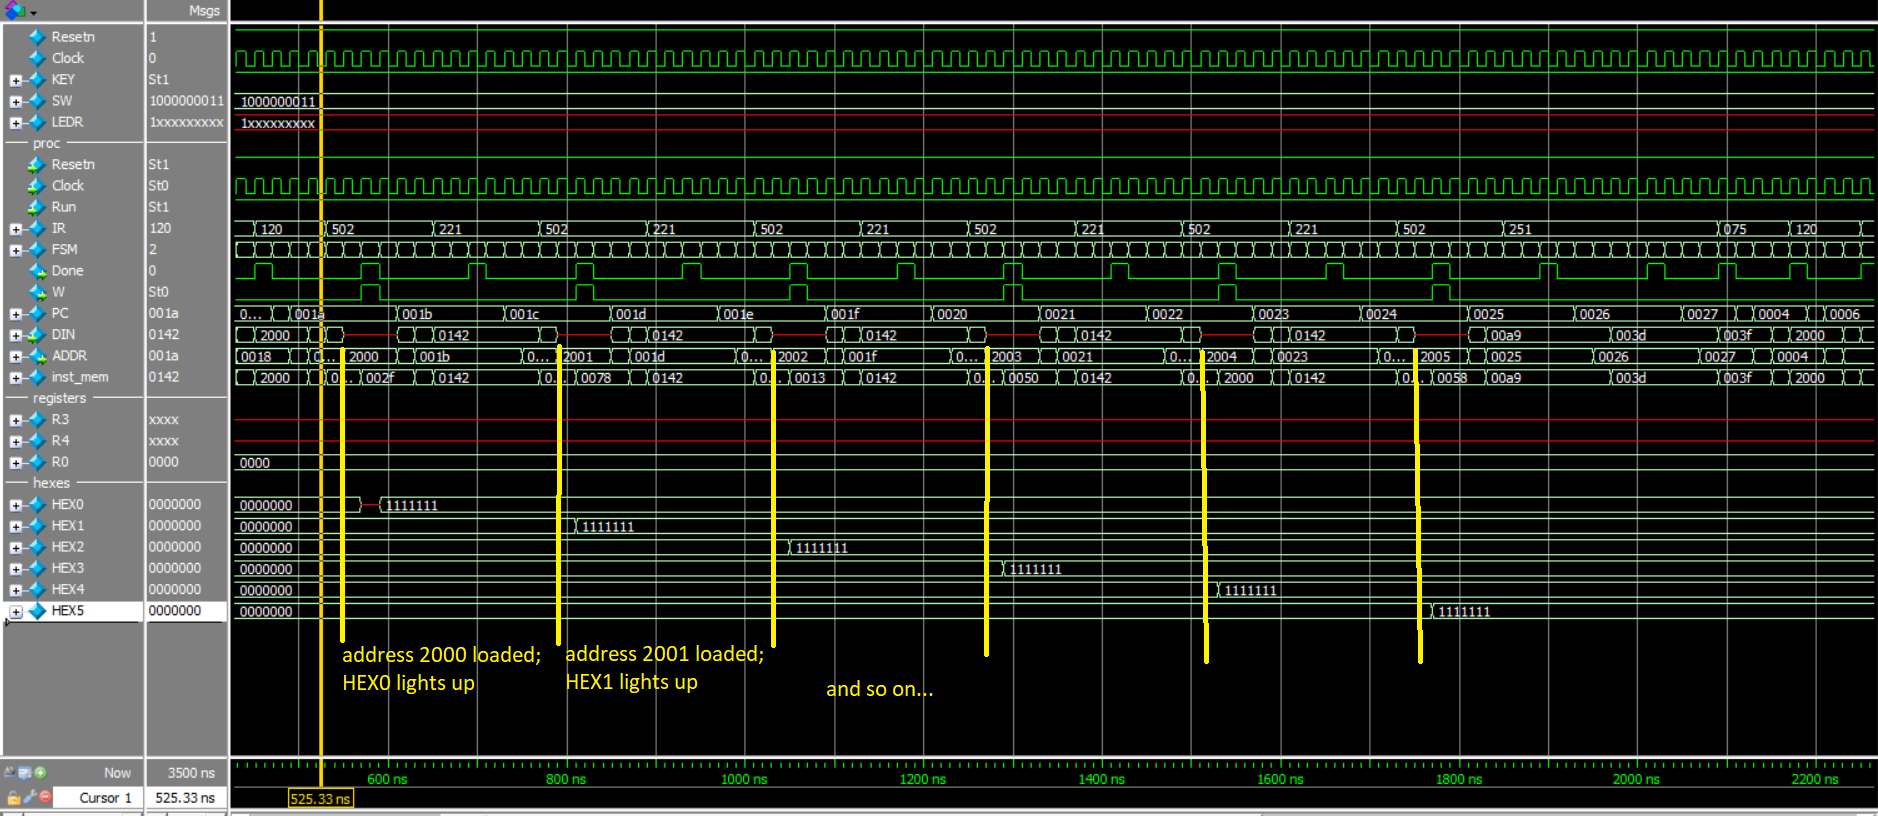 Msgs
Resetn 1
Clock 0
KEY St1
SW 1000000011 1000000011
LEDR 1xxxxxxxxx 1xxxxxxxxx
proc
Resetn St1
Clock St0
Run St1
IR 120 120 502 221 502 221 502 221 502 221 502 221 502 251 075 120
FSM 2
Done 0
W St0
PC 001a 0... 001a 001b 001c 001d 001e 001f 0020 0021 0022 0023 0024 0025 0026 0027 0004 0006
DIN 0142 2000 0142 0142 0142 0142 0142 00a9 003d 003f 2000
ADDR 001a 0018 0... 2000 001b 0... 2001 001d 0... 2002 001f 0... 2003 0021 0... 2004 0023 0... 2005 0025 0026 0027 0004
inst_mem 0142 2000 0... 002f 0142 0... 0078 0142 0... 0013 0142 0... 0050 0142 0... 2000 0142 0... 0058 00a9 003d 003f 2000
registers
R3 xxxx
R4 xxxx
R0 0000 0000
hexes
HEX0 0000000 0000000 1111111
HEX1 0000000 0000000 1111111
HEX2 0000000 0000000 1111111
HEX3 0000000 0000000 1111111
HEX4 0000000 0000000 1111111
HEX5 0000000 0000000 1111111
address 2000 loaded; address 2001 loaded;
HEX0 lights up HEX1 lights up
and so on...
Now 3500 ns 600 ns 800 ns 1000 ns 1200 ns 1400 ns 1600 ns 1800 ns 2000 ns 2200 ns
Cursor 1 525.33 ns 525.33 ns